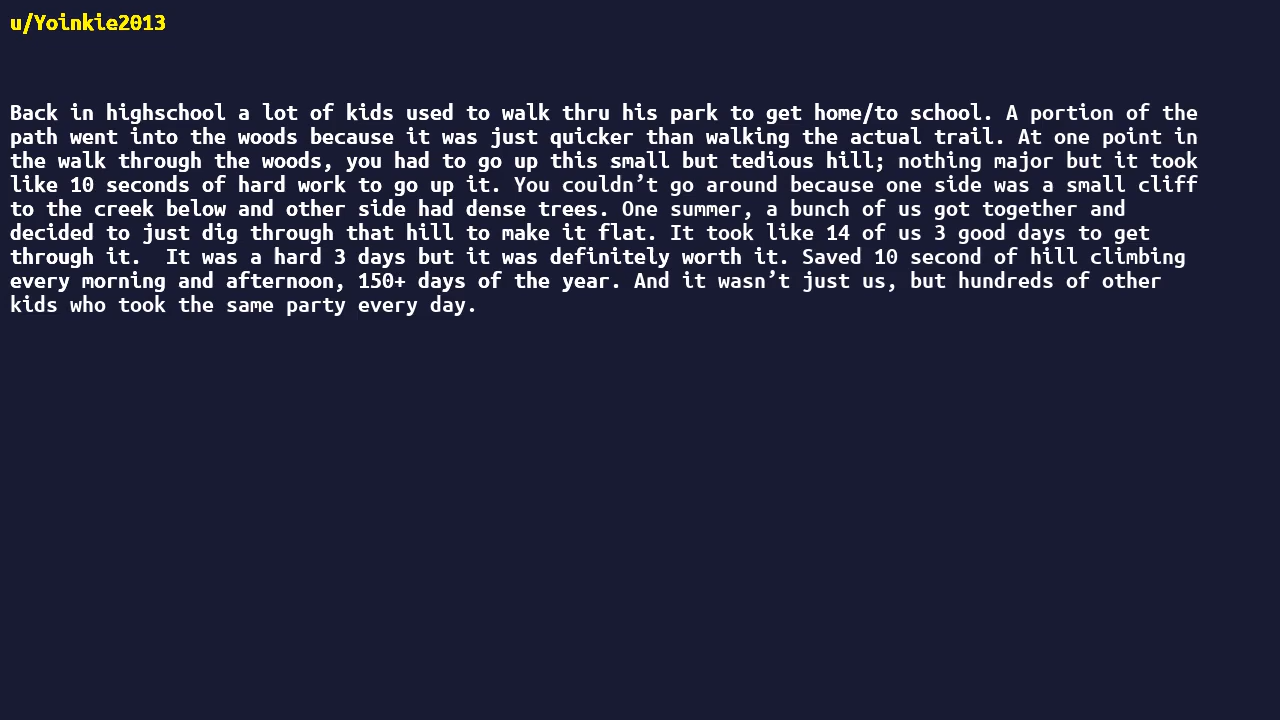 u/Yoinkie2013
Back in highschool a lot of kids used to walk thru his park to get home/to school. A portion of the
path went into the woods because it was just quicker than walking the actual trail. At one point in
the walk through the woods, you had to go up this small but tedious hill; nothing major but it took
like 10 seconds of hard work to go up it. You couldn’t go around because one side was a small cliff
to the creek below and other side had dense trees. One summer, a bunch of us got together and
decided to just dig through that hill to make it flat. It took like 14 of us 3 good days to get
through it.  It was a hard 3 days but it was definitely worth it. Saved 10 second of hill climbing
every morning and afternoon, 150+ days of the year. And it wasn’t just us, but hundreds of other
kids who took the same party every day.